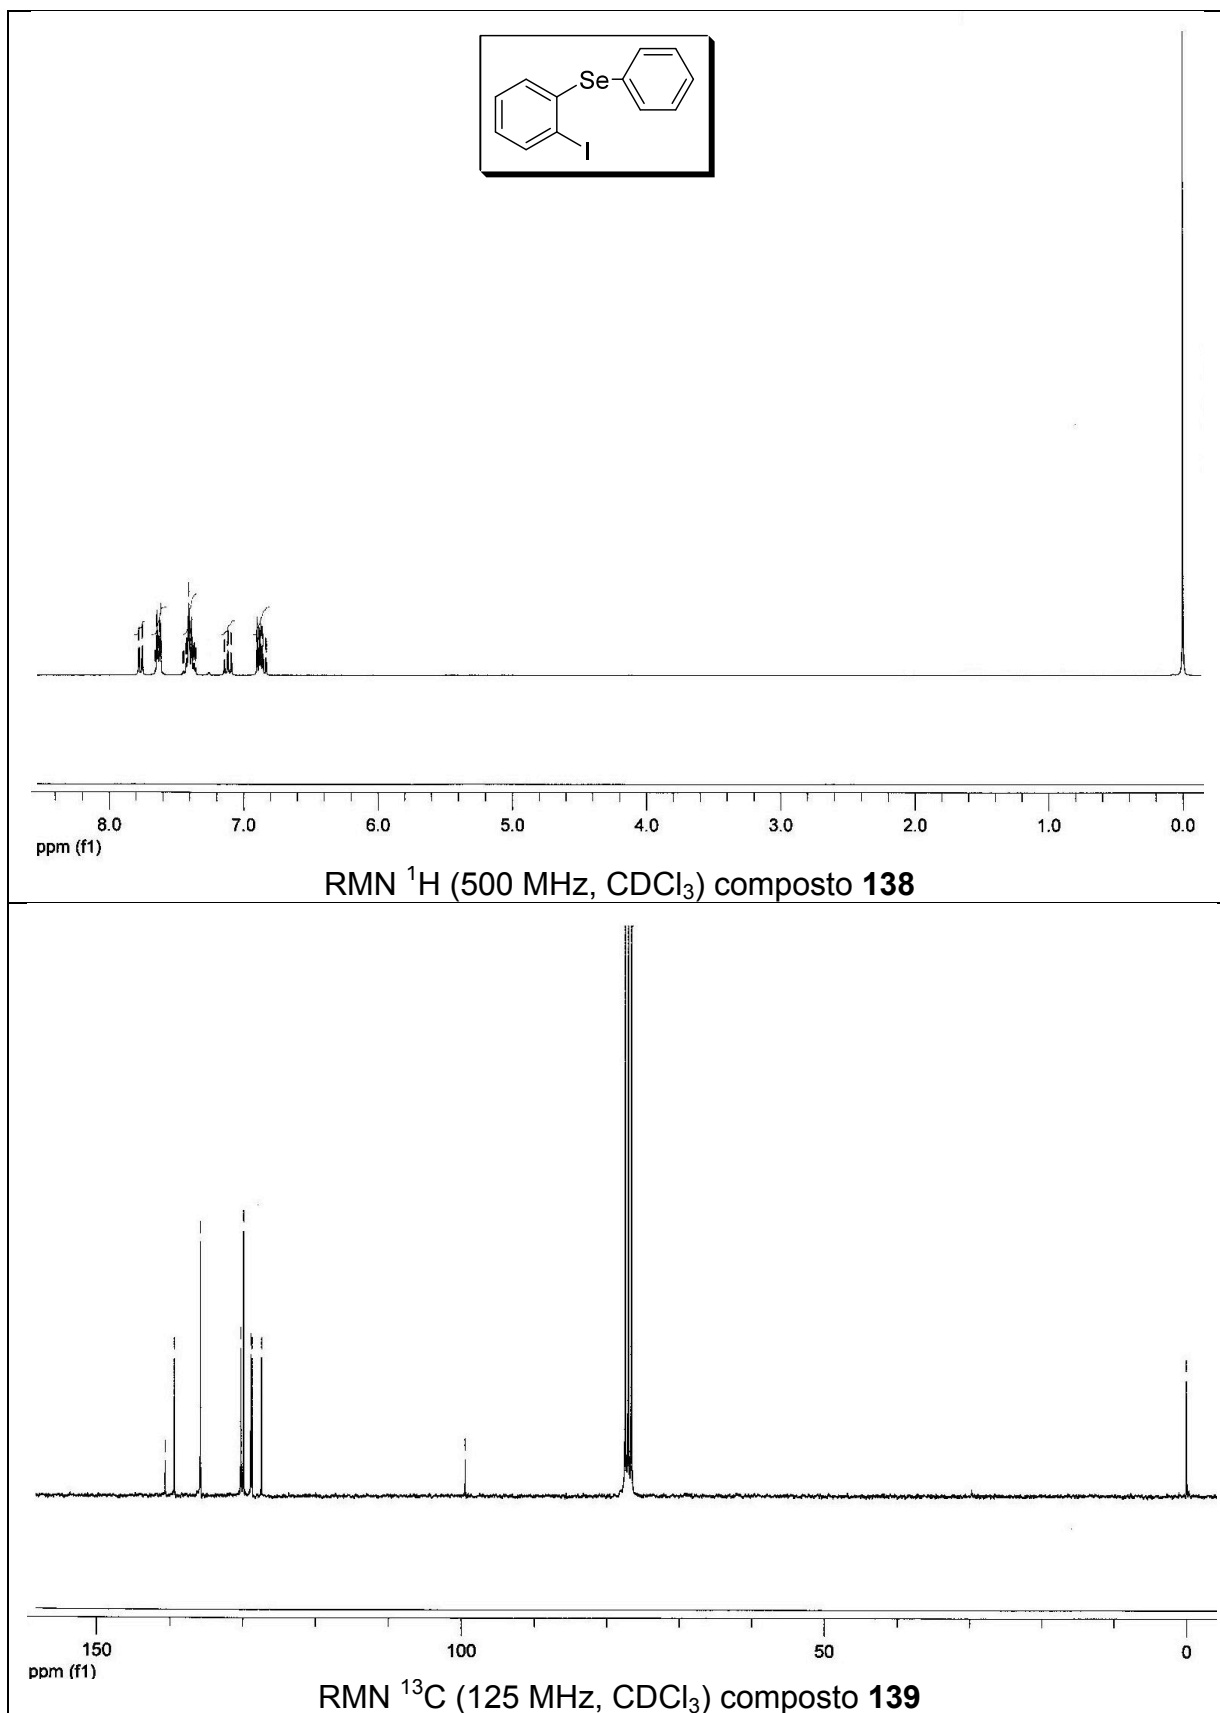 Se
I
8.0 7.0 6.0 5.0 4.0 3.0 2.0 1.0 0.0
ppm (f1)
RMN ¹H (500 MHz, CDCl₃) composto 138
150 100 50 0
ppm (f1)
RMN ¹³C (125 MHz, CDCl₃) composto 139